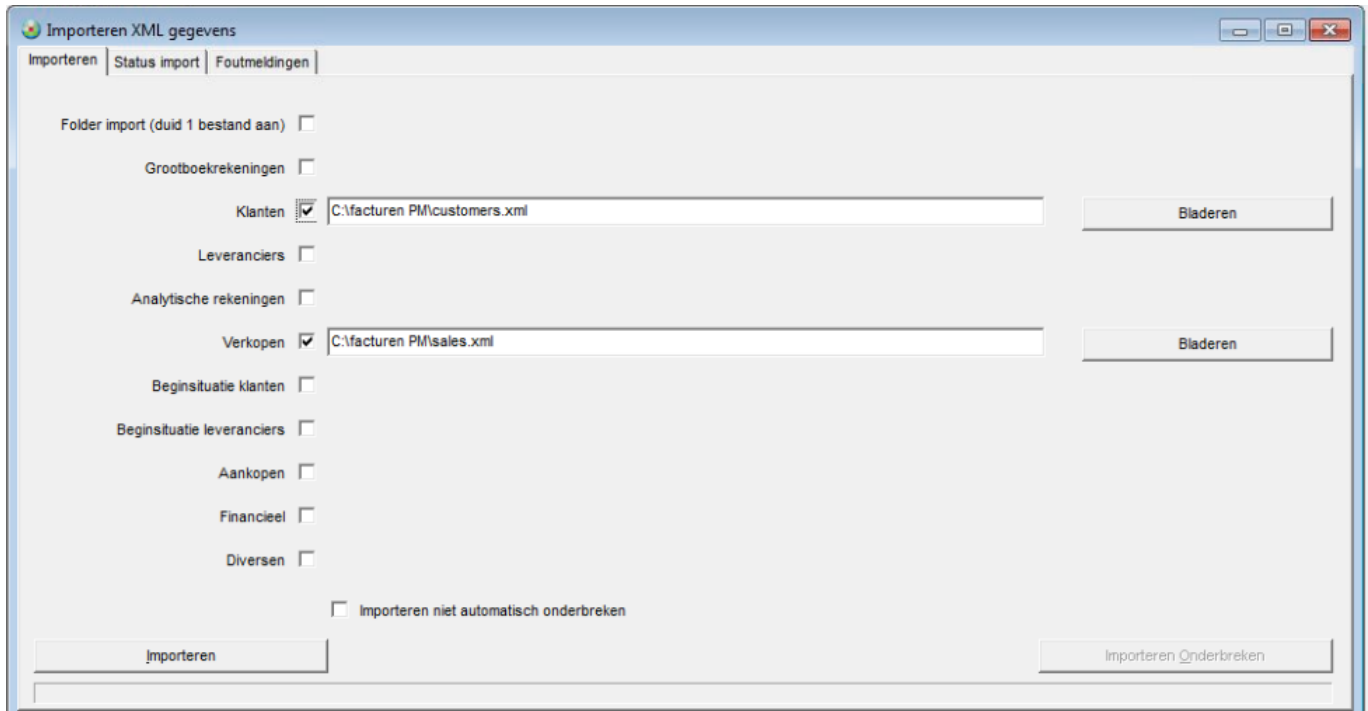 Importeren XML gegevens
Importeren Status import Foutmeldingen
Folder import (duid 1 bestand aan)
Grootboekrekeningen
Klanten C:\facturen PM\customers.xml Bladeren
Leveranciers
Analytische rekeningen
Verkopen C:\facturen PM\sales.xml Bladeren
Beginsituatie klanten
Beginsituatie leveranciers
Aankopen
Financieel
Diversen
Importeren niet automatisch onderbreken
Importeren Importeren Onderbreken